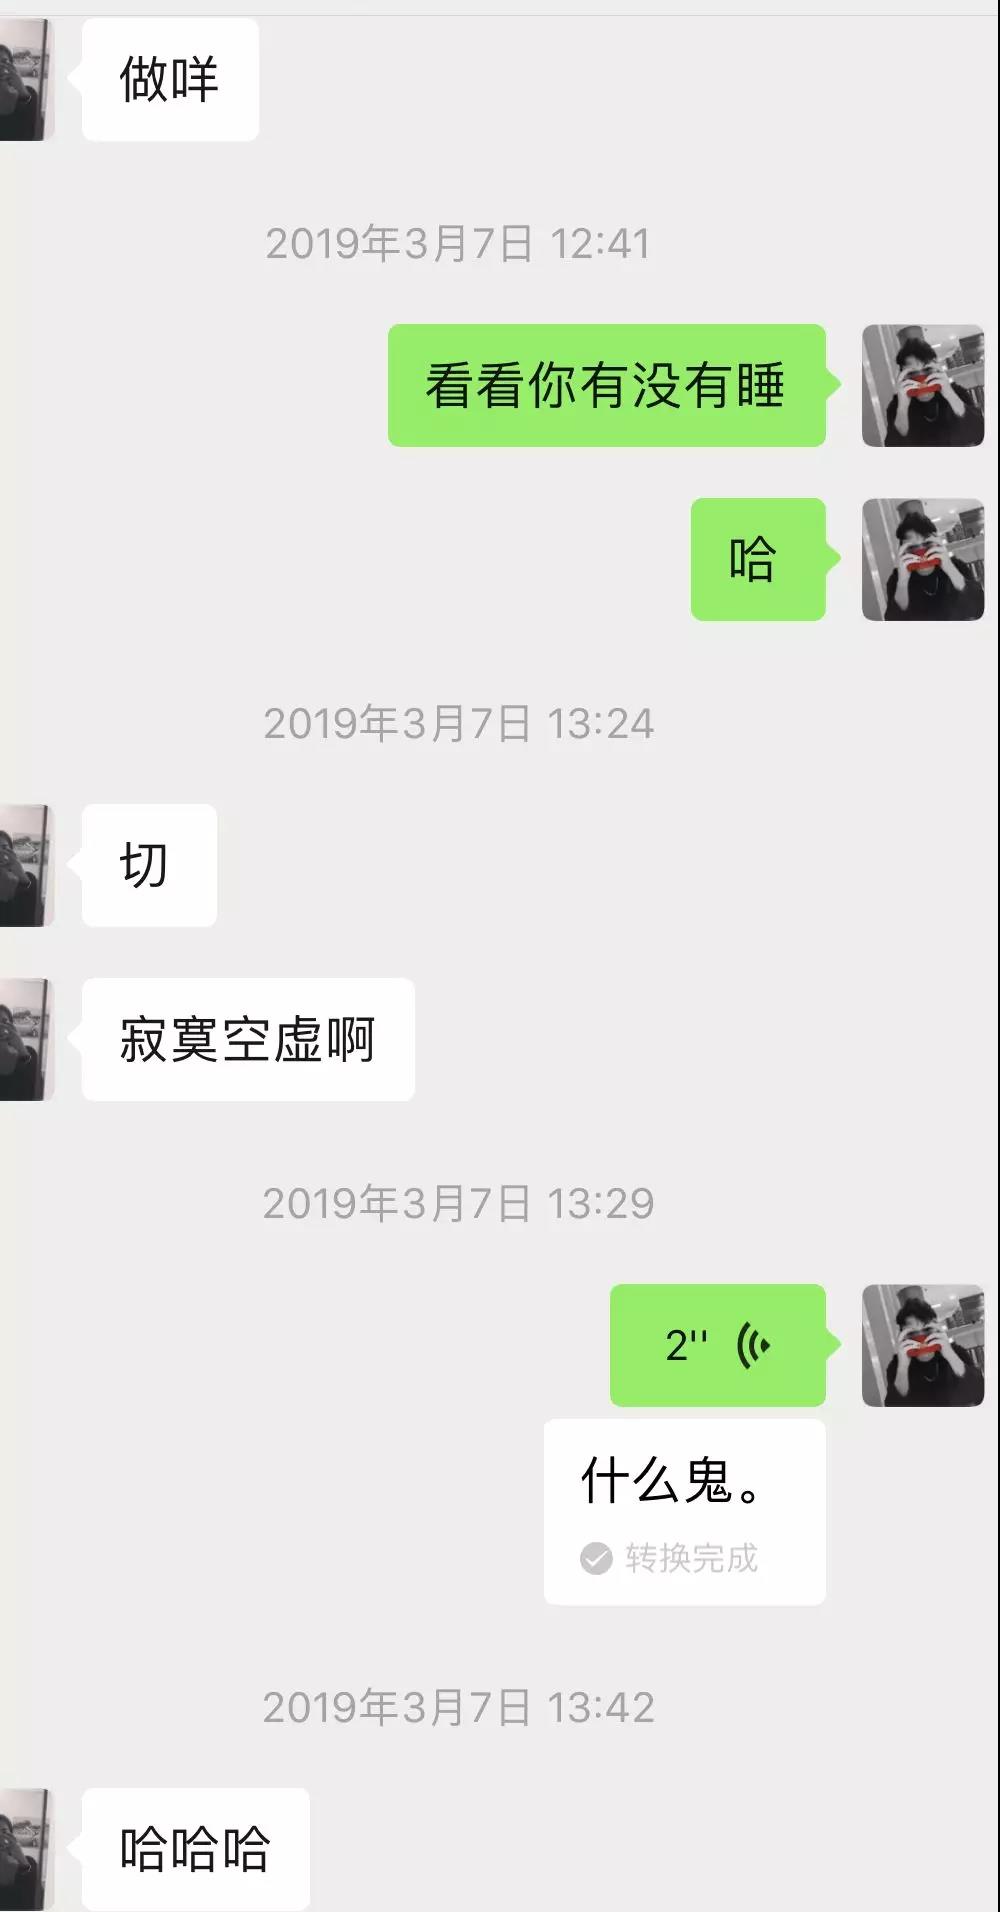 做咩
2019年3月7日 12:41
看看你有没有睡
哈
2019年3月7日 13:24
切
寂寞空虚啊
2019年3月7日 13:29
2''
什么鬼。
转换完成
2019年3月7日 13:42
哈哈哈